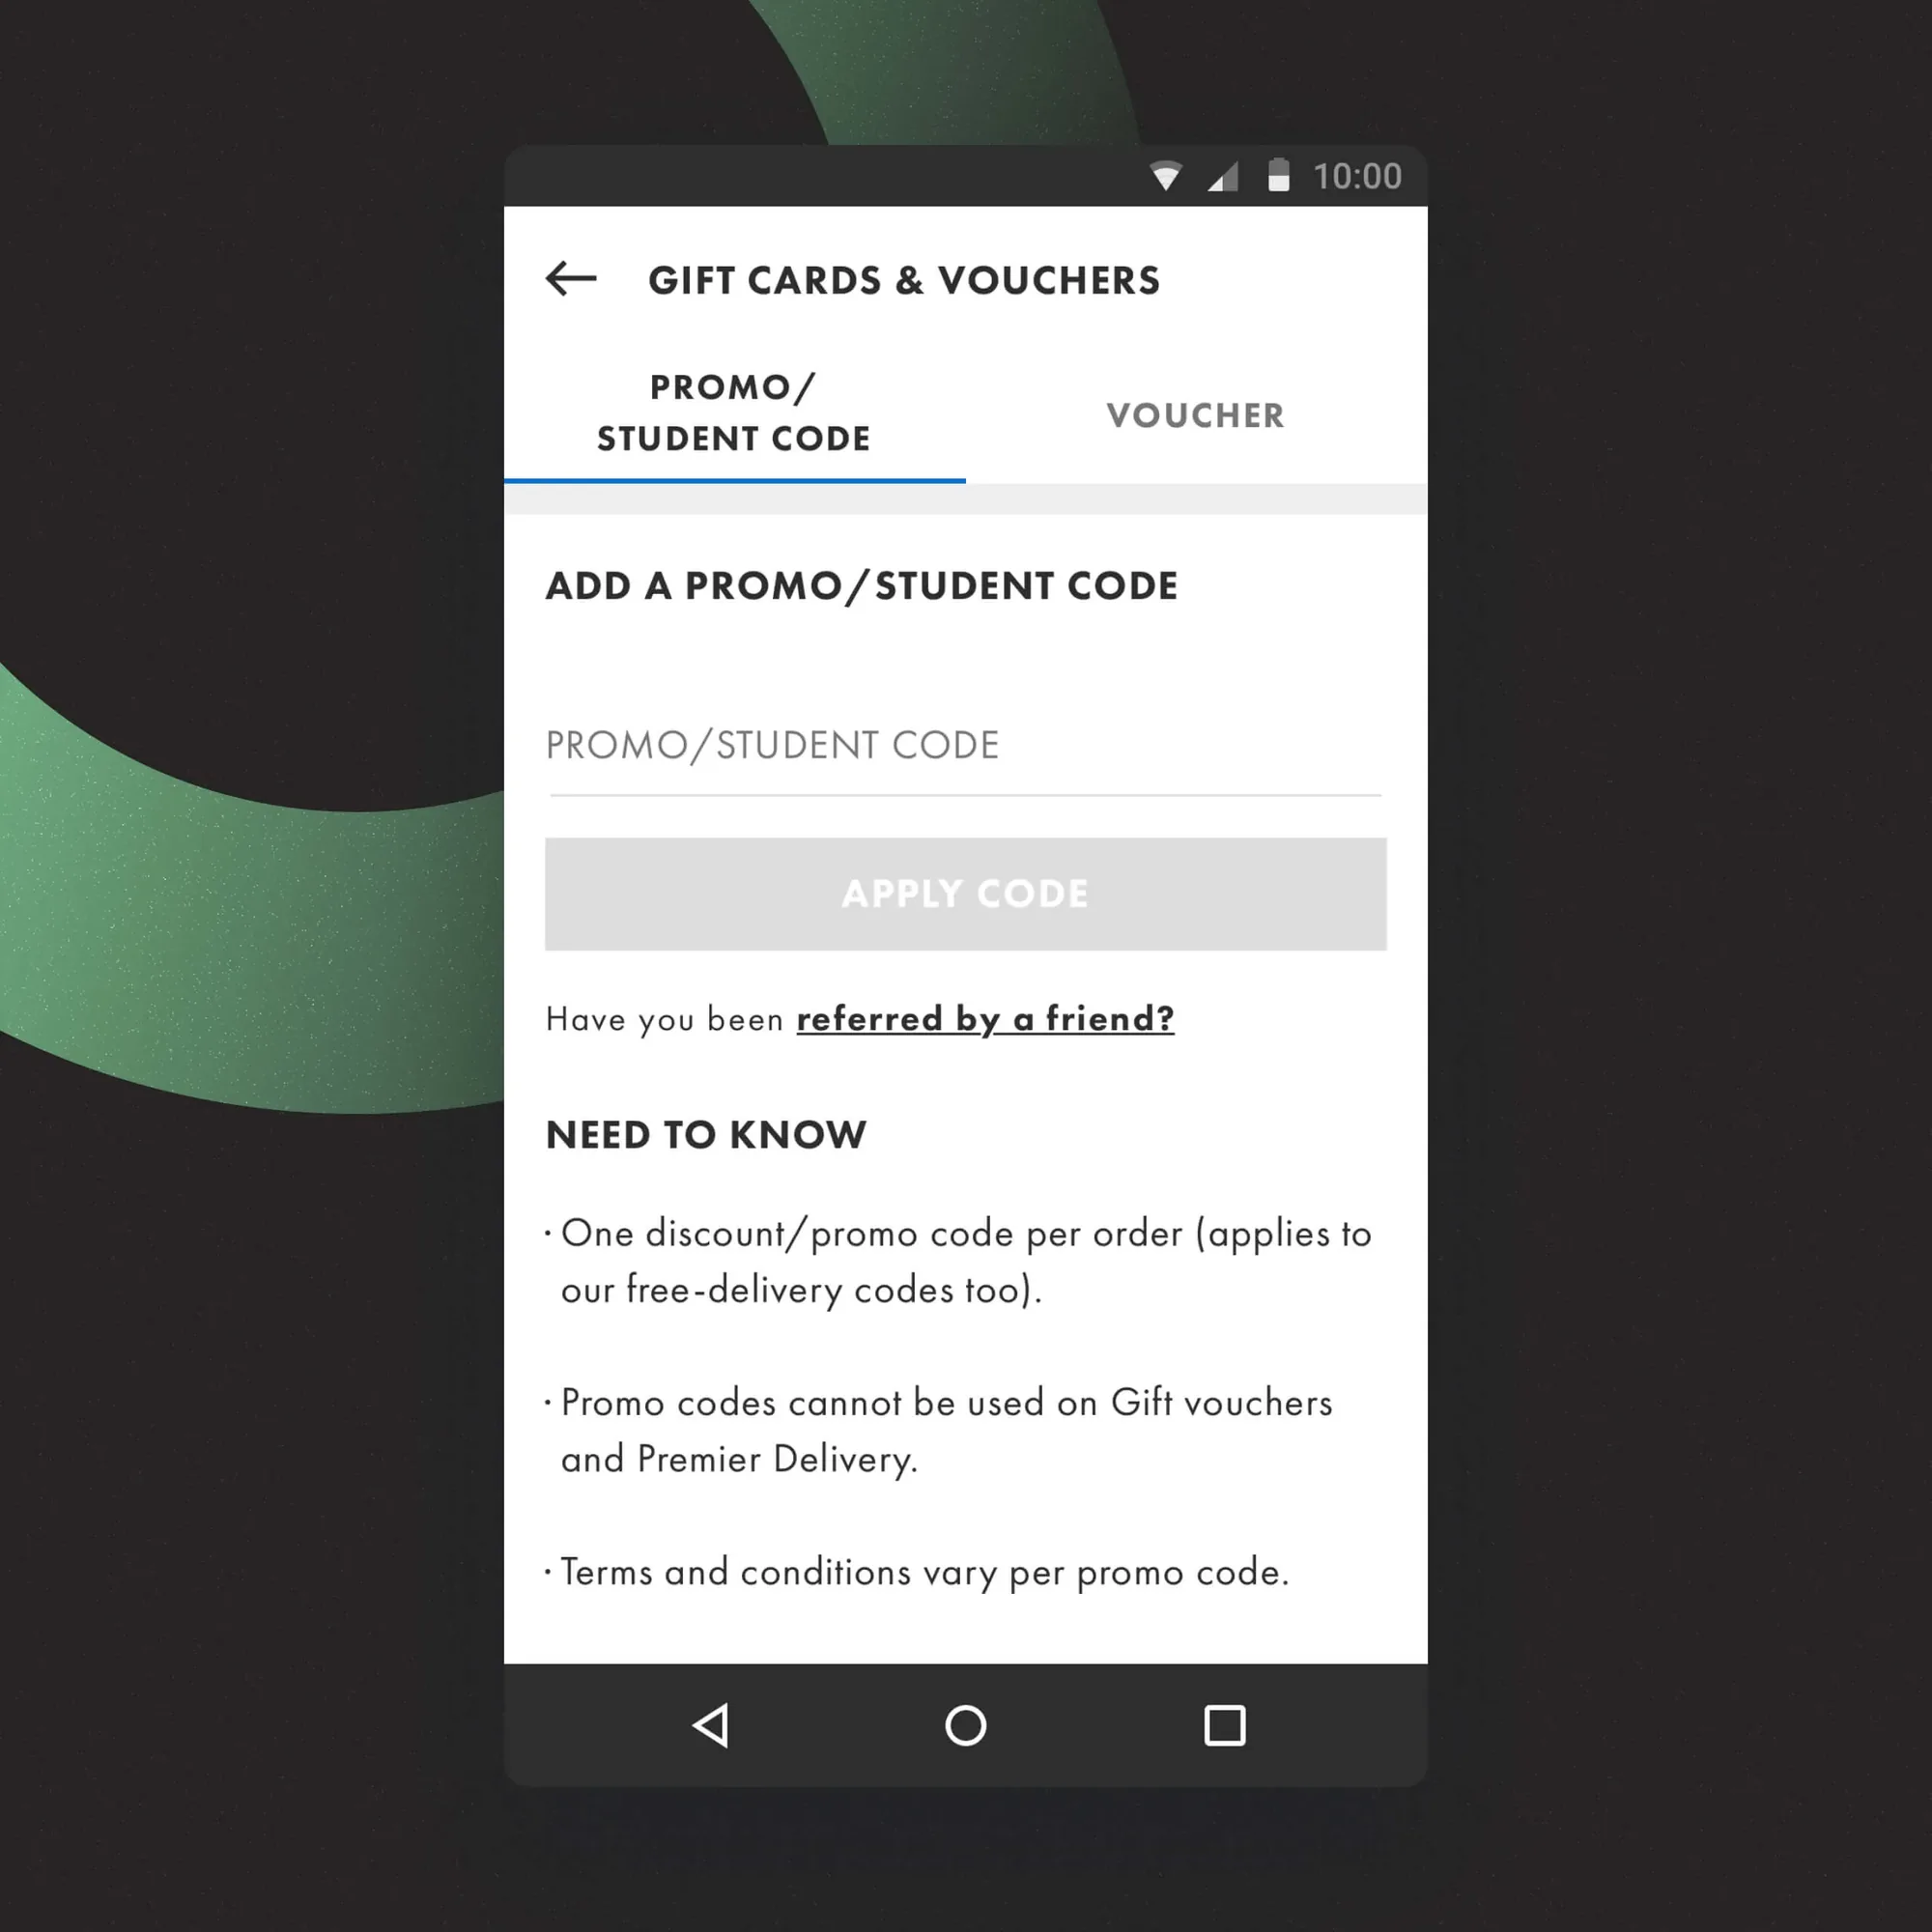 10:00
GIFT CARDS & VOUCHERS
PROMO/
STUDENT CODE
VOUCHER
ADD A PROMO/STUDENT CODE
PROMO/STUDENT CODE
APPLY CODE
Have you been referred by a friend?
NEED TO KNOW
· One discount/promo code per order (applies to
our free-delivery codes too).
· Promo codes cannot be used on Gift vouchers
and Premier Delivery.
· Terms and conditions vary per promo code.